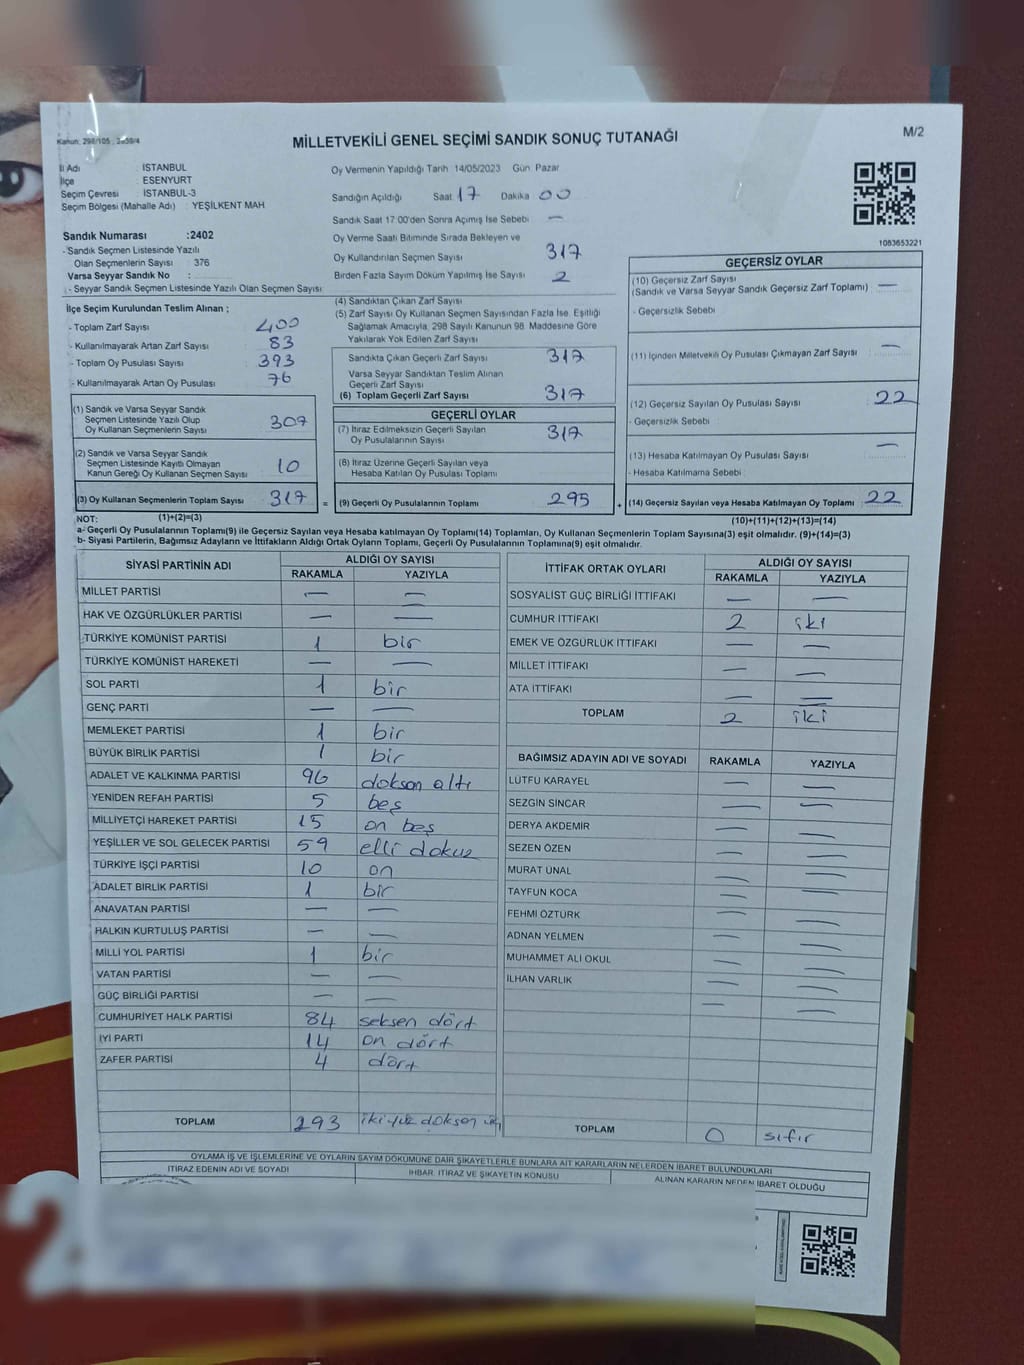 Kanun: 298/105 : 2839/4
MİLLETVEKİLİ GENEL SEÇİMİ SANDIK SONUÇ TUTANAĞI
M/2
İl Adı : İSTANBUL
İlçe : ESENYURT
Seçim Çevresi : İSTANBUL-3
Seçim Bölgesi (Mahalle Adı) : YEŞİLKENT MAH
Oy Vermenin Yapıldığı Tarih 14/05/2023 Gün: Pazar
Sandığın Açıldığı Saat 17 Dakika 00
Sandık Saat 17:00'den Sonra Açımış İse Sebebi —
Oy Verme Saati Bitiminde Sırada Bekleyen ve
Oy Kullandırılan Seçmen Sayısı 317
Birden Fazla Sayım Döküm Yapılmış İse Sayısı 2
1083653221
Sandık Numarası :2402
- Sandık Seçmen Listesinde Yazılı
Olan Seçmenlerin Sayısı : 376
Varsa Seyyar Sandık No :
- Seyyar Sandık Seçmen Listesinde Yazılı Olan Seçmen Sayısı
İlçe Seçim Kurulundan Teslim Alınan ;
- Toplam Zarf Sayısı 400
- Kullanılmayarak Artan Zarf Sayısı 83
- Toplam Oy Pusulası Sayısı 393
- Kullanılmayarak Artan Oy Pusulası 76
(1) Sandık ve Varsa Seyyar Sandık
Seçmen Listesinde Yazılı Olup
Oy Kullanan Seçmenlerin Sayısı 307
(2) Sandık ve Varsa Seyyar Sandık
Seçmen Listesinde Kayıtlı Olmayan
Kanun Gereği Oy Kullanan Seçmen Sayısı 10
(3) Oy Kullanan Seçmenlerin Toplam Sayısı 317 =
(4) Sandıktan Çıkan Zarf Sayısı
(5) Zarf Sayısı Oy Kullanan Seçmen Sayısından Fazla İse, Eşitliği
Sağlamak Amacıyla, 298 Sayılı Kanunun 98. Maddesine Göre
Yakılarak Yok Edilen Zarf Sayısı
Sandıkta Çıkan Geçerli Zarf Sayısı 317
Varsa Seyyar Sandıktan Teslim Alınan
Geçerli Zarf Sayısı
(6) Toplam Geçerli Zarf Sayısı 317
GEÇERLİ OYLAR
(7) İtiraz Edilmeksizin Geçerli Sayılan
Oy Pusulalarının Sayısı 317
(8) İtiraz Üzerine Geçerli Sayılan veya
Hesaba Katılan Oy Pusulası Toplamı
(9) Geçerli Oy Pusulalarının Toplamı 295 +
GEÇERSİZ OYLAR
(10) Geçersiz Zarf Sayısı —
(Sandık ve Varsa Seyyar Sandık Geçersiz Zarf Toplamı)
- Geçersizlik Sebebi
(11) İçinden Milletvekili Oy Pusulası Çıkmayan Zarf Sayısı —
(12) Geçersiz Sayılan Oy Pusulası Sayısı 22
- Geçersizlik Sebebi
(13) Hesaba Katılmayan Oy Pusulası Sayısı —
- Hesaba Katılmama Sebebi
(14) Geçersiz Sayılan veya Hesaba Katılmayan Oy Toplamı 22
NOT: (1)+(2)=(3)
(10)+(11)+(12)+(13)=(14)
a- Geçerli Oy Pusulalarının Toplamı(9) ile Geçersiz Sayılan veya Hesaba katılmayan Oy Toplamı(14) Toplamları, Oy Kullanan Seçmenlerin Toplam Sayısına(3) eşit olmalıdır. (9)+(14)=(3)
b- Siyasi Partilerin, Bağımsız Adayların ve İttifakların Aldığı Ortak Oyların Toplamı, Geçerli Oy Pusulalarının Toplamına(9) eşit olmalıdır.
SİYASİ PARTİNİN ADI
ALDIĞI OY SAYISI
RAKAMLA YAZIYLA
MİLLET PARTİSİ — —
HAK VE ÖZGÜRLÜKLER PARTİSİ — —
TÜRKİYE KOMÜNİST PARTİSİ 1 bir
TÜRKİYE KOMÜNİST HAREKETİ — —
SOL PARTİ 1 bir
GENÇ PARTİ — —
MEMLEKET PARTİSİ 1 bir
BÜYÜK BİRLİK PARTİSİ 1 bir
ADALET VE KALKINMA PARTİSİ 96 doksan altı
YENİDEN REFAH PARTİSİ 5 beş
MİLLİYETÇİ HAREKET PARTİSİ 15 on beş
YEŞİLLER VE SOL GELECEK PARTİSİ 59 elli dokuz
TÜRKİYE İŞÇİ PARTİSİ 10 on
ADALET BİRLİK PARTİSİ 1 bir
ANAVATAN PARTİSİ — —
HALKIN KURTULUŞ PARTİSİ — —
MİLLİ YOL PARTİSİ 1 bir
VATAN PARTİSİ — —
GÜÇ BİRLİĞİ PARTİSİ — —
CUMHURİYET HALK PARTİSİ 84 seksen dört
İYİ PARTİ 14 on dört
ZAFER PARTİSİ 4 dört
TOPLAM 293 iki yüz doksan üç
İTTİFAK ORTAK OYLARI
ALDIĞI OY SAYISI
RAKAMLA YAZIYLA
SOSYALİST GÜÇ BİRLİĞİ İTTİFAKI — —
CUMHUR İTTİFAKI 2 iki
EMEK VE ÖZGÜRLÜK İTTİFAKI — —
MİLLET İTTİFAKI — —
ATA İTTİFAKI — —
TOPLAM 2 iki
BAĞIMSIZ ADAYIN ADI VE SOYADI RAKAMLA YAZIYLA
LÜTFÜ KARAYEL — —
SEZGİN SİNCAR — —
DERYA AKDEMİR — —
SEZEN ÖZEN — —
MURAT ÜNAL — —
TAYFUN KOCA — —
FEHMİ ÖZTÜRK — —
ADNAN YELMEN — —
MUHAMMET ALİ OKUL — —
İLHAN VARLIK — —
TOPLAM 0 sıfır
OYLAMA İŞ VE İŞLEMLERİNE VE OYLARIN SAYIM DÖKÜMÜNE DAİR ŞİKAYETLERLE BUNLARA AİT KARARLARIN NELERDEN İBARET BULUNDUKLARI
İTİRAZ EDENİN ADI VE SOYADI
İHBAR, İTİRAZ VE ŞİKAYETİN KONUSU
ALINAN KARARIN NEDEN İBARET OLDUĞU